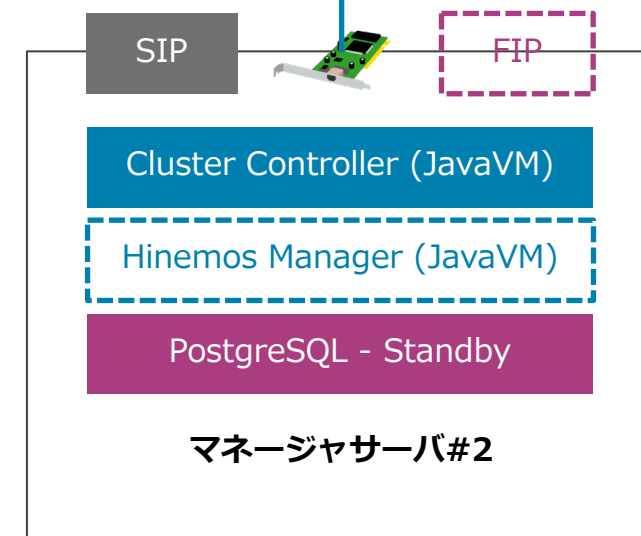 SIP
FIP
Cluster Controller (JavaVM)
Hinemos Manager (JavaVM)
PostgreSQL - Standby
マネージャサーバ#2